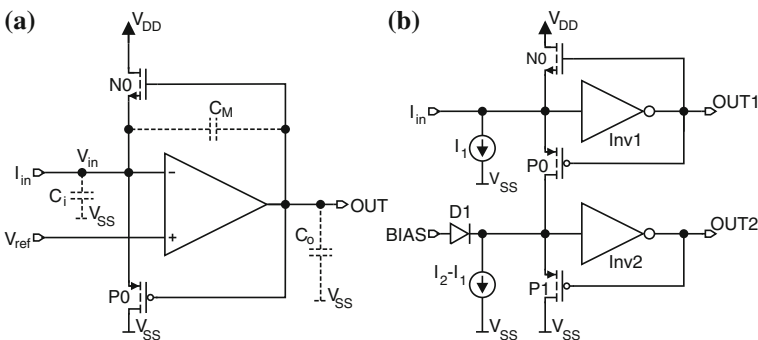 (a)
V_DD
N0
C_M
I_in
V_in
C_i
V_SS
−
+
V_ref
OUT
C_o
V_SS
P0
V_SS
(b)
V_DD
N0
I_in
Inv1
OUT1
I_1
V_SS
P0
BIAS
D1
Inv2
OUT2
I_2-I_1
V_SS
P1
V_SS